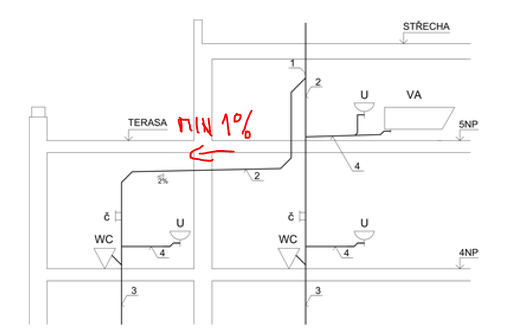 STŘECHA
1
2
U
VA
TERASA
MIN 1%
5NP
4
2%
2
č
č
U
U
WC
WC
4
4
4NP
3
3